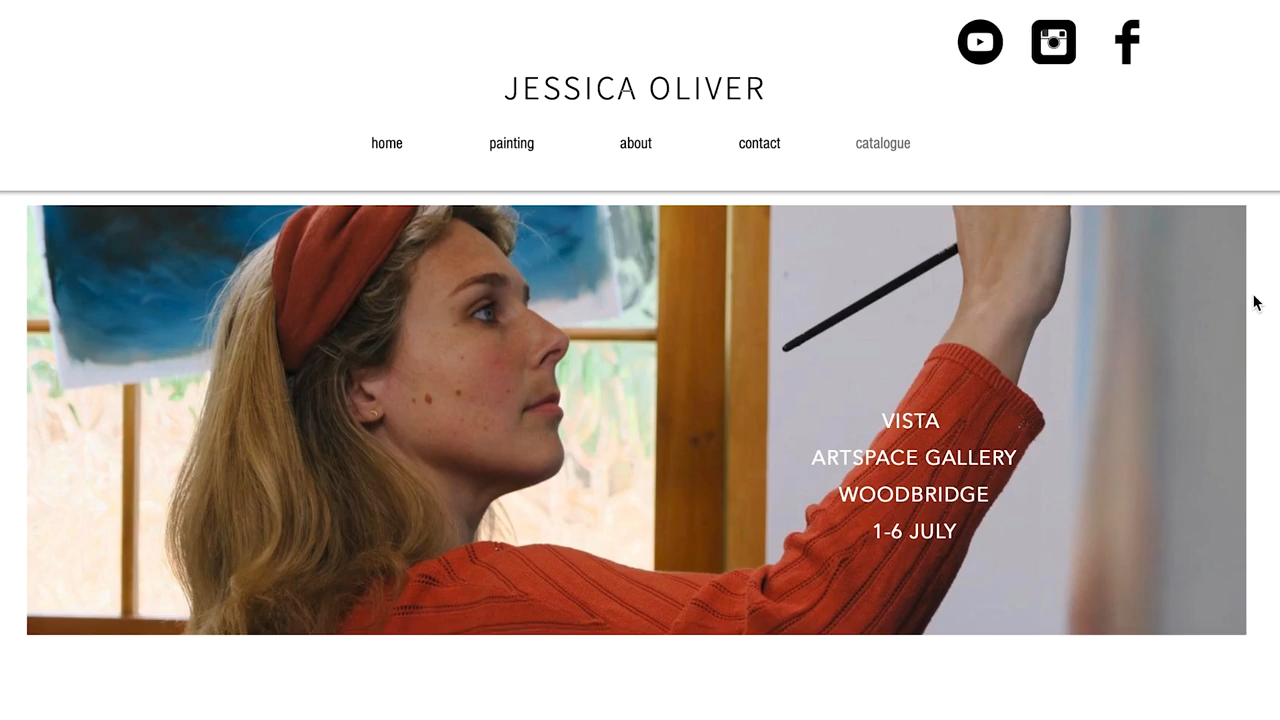 JESSICA OLIVER
home painting about contact catalogue
VISTA
ARTSPACE GALLERY
WOODBRIDGE
1-6 JULY